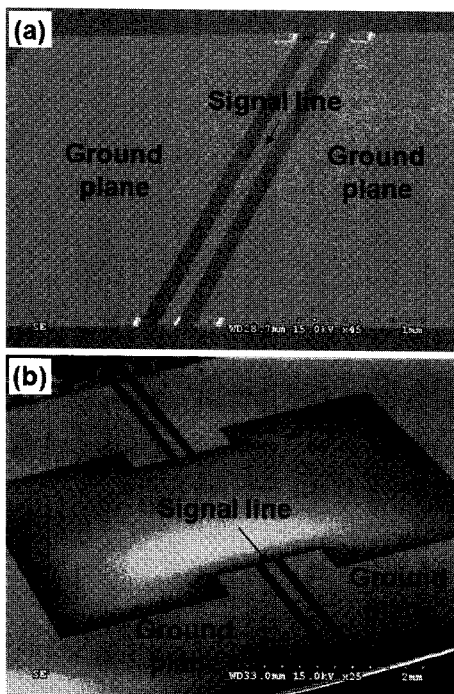 (a)
Signal line
Ground
plane
Ground
plane
SE
WD28.7mm 15.0kV x45 1mm
(b)
Signal line
Ground
plane
Ground
SE
WD33.0mm 15.0kV x25 2mm